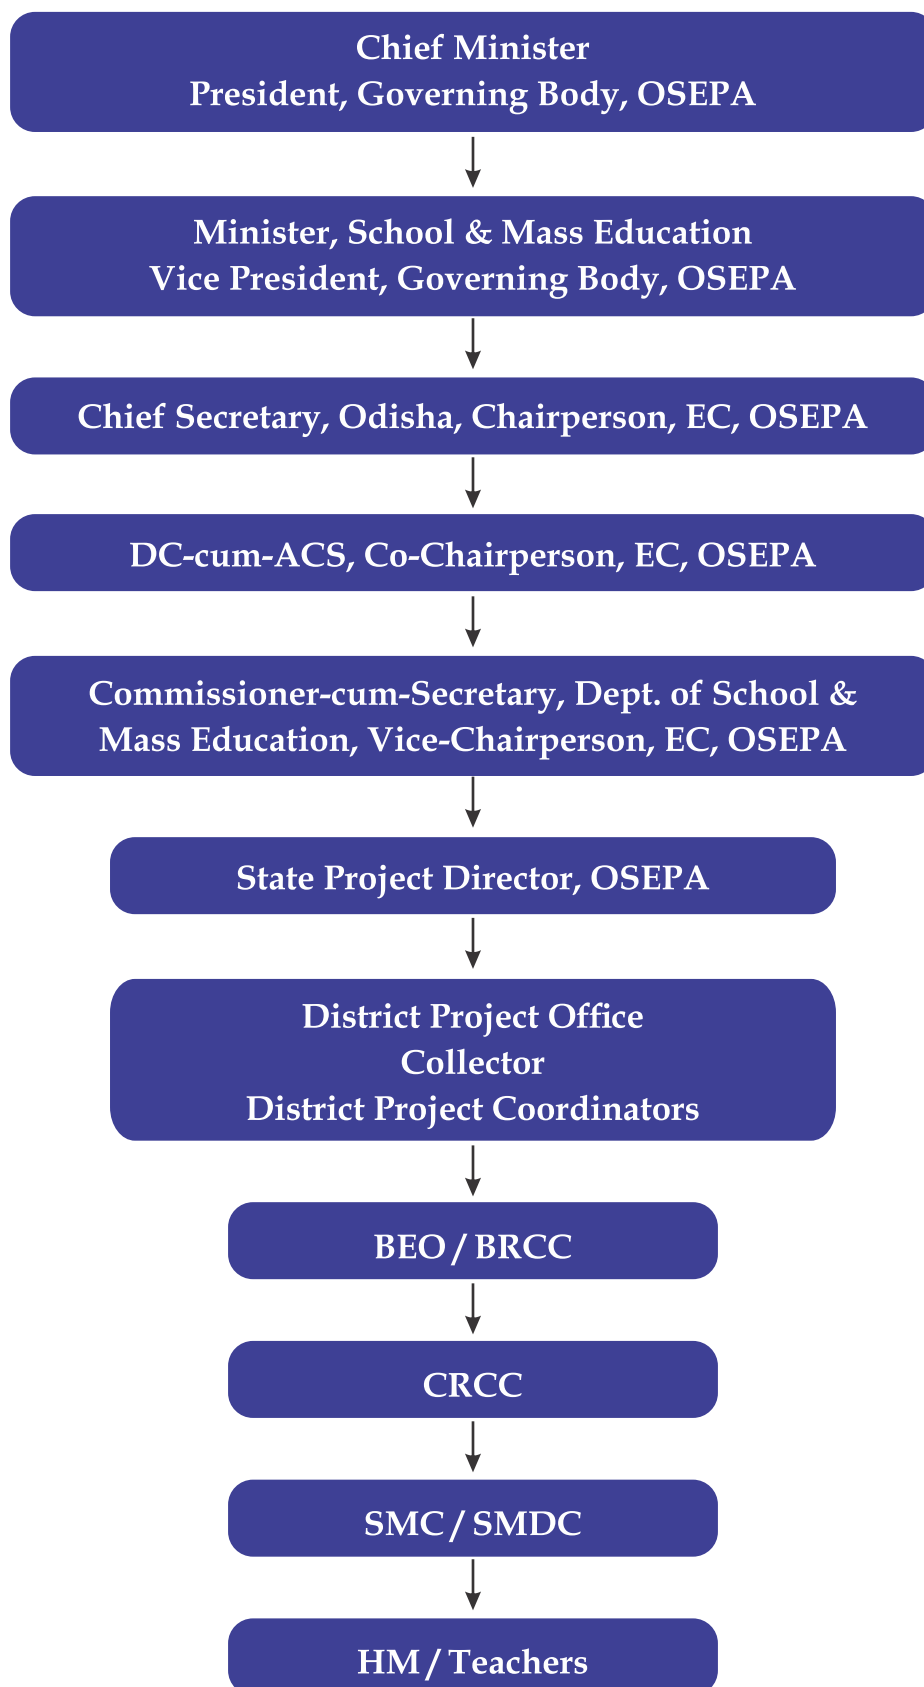 Chief Minister
President, Governing Body, OSEPA
Minister, School & Mass Education
Vice President, Governing Body, OSEPA
Chief Secretary, Odisha, Chairperson, EC, OSEPA
DC-cum-ACS, Co-Chairperson, EC, OSEPA
Commissioner-cum-Secretary, Dept. of School &
Mass Education, Vice-Chairperson, EC, OSEPA
State Project Director, OSEPA
District Project Office
Collector
District Project Coordinators
BEO / BRCC
CRCC
SMC / SMDC
HM / Teachers